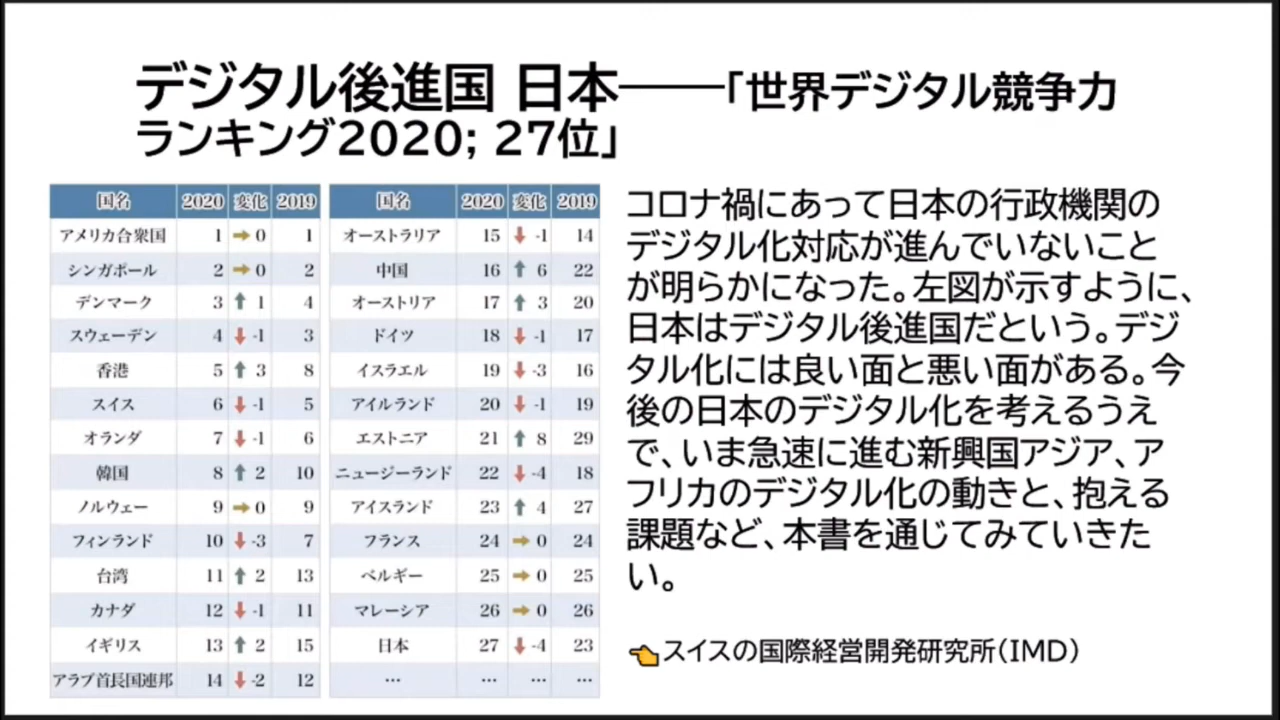 デジタル後進国 日本――「世界デジタル競争力
ランキング2020; 27位」
国名 2020 変化 2019
アメリカ合衆国 1 → 0 1
シンガポール 2 → 0 2
デンマーク 3 ↑ 1 4
スウェーデン 4 ↓ -1 3
香港 5 ↑ 3 8
スイス 6 ↓ -1 5
オランダ 7 ↓ -1 6
韓国 8 ↑ 2 10
ノルウェー 9 → 0 9
フィンランド 10 ↓ -3 7
台湾 11 ↑ 2 13
カナダ 12 ↓ -1 11
イギリス 13 ↑ 2 15
アラブ首長国連邦 14 ↓ -2 12
国名 2020 変化 2019
オーストラリア 15 ↓ -1 14
中国 16 ↑ 6 22
オーストリア 17 ↑ 3 20
ドイツ 18 ↓ -1 17
イスラエル 19 ↓ -3 16
アイルランド 20 ↓ -1 19
エストニア 21 ↑ 8 29
ニュージーランド 22 ↓ -4 18
アイスランド 23 ↑ 4 27
フランス 24 → 0 24
ベルギー 25 → 0 25
マレーシア 26 → 0 26
日本 27 ↓ -4 23
… … … …
コロナ禍にあって日本の行政機関の
デジタル化対応が進んでいないこと
が明らかになった。左図が示すように、
日本はデジタル後進国だという。デジ
タル化には良い面と悪い面がある。今
後の日本のデジタル化を考えるうえ
で、いま急速に進む新興国アジア、ア
フリカのデジタル化の動きと、抱える
課題など、本書を通じてみていきた
い。
👈スイスの国際経営開発研究所（IMD）